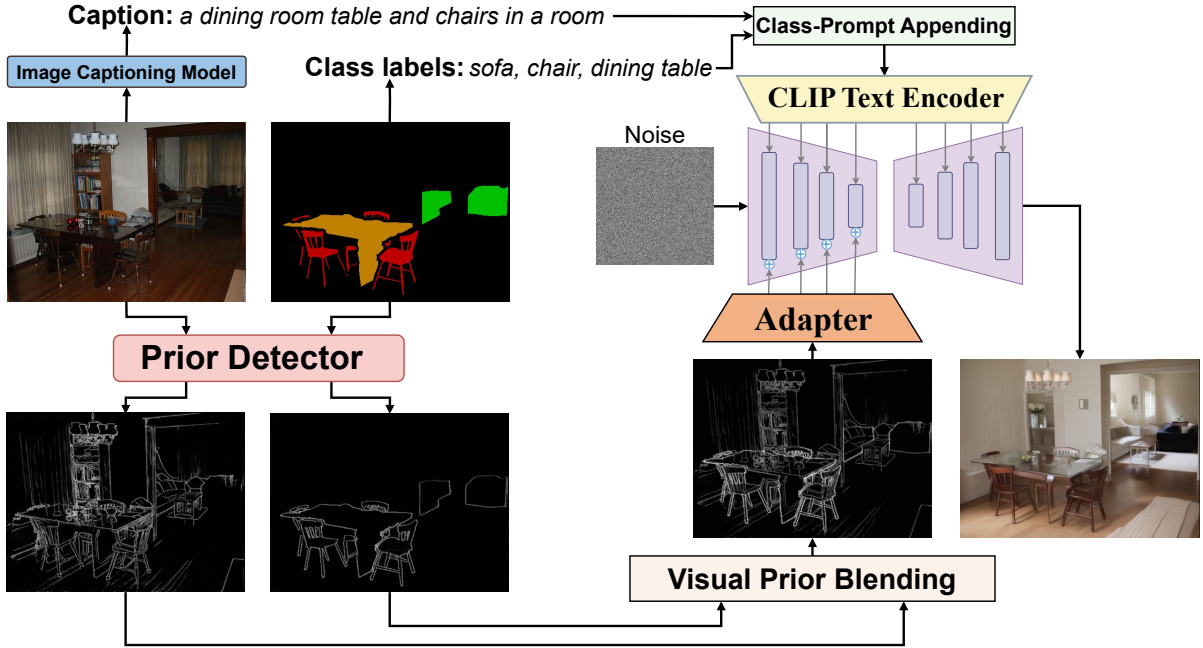 Caption: a dining room table and chairs in a room
Class-Prompt Appending
Image Captioning Model
Class labels: sofa, chair, dining table
CLIP Text Encoder
Noise
Adapter
Prior Detector
Visual Prior Blending